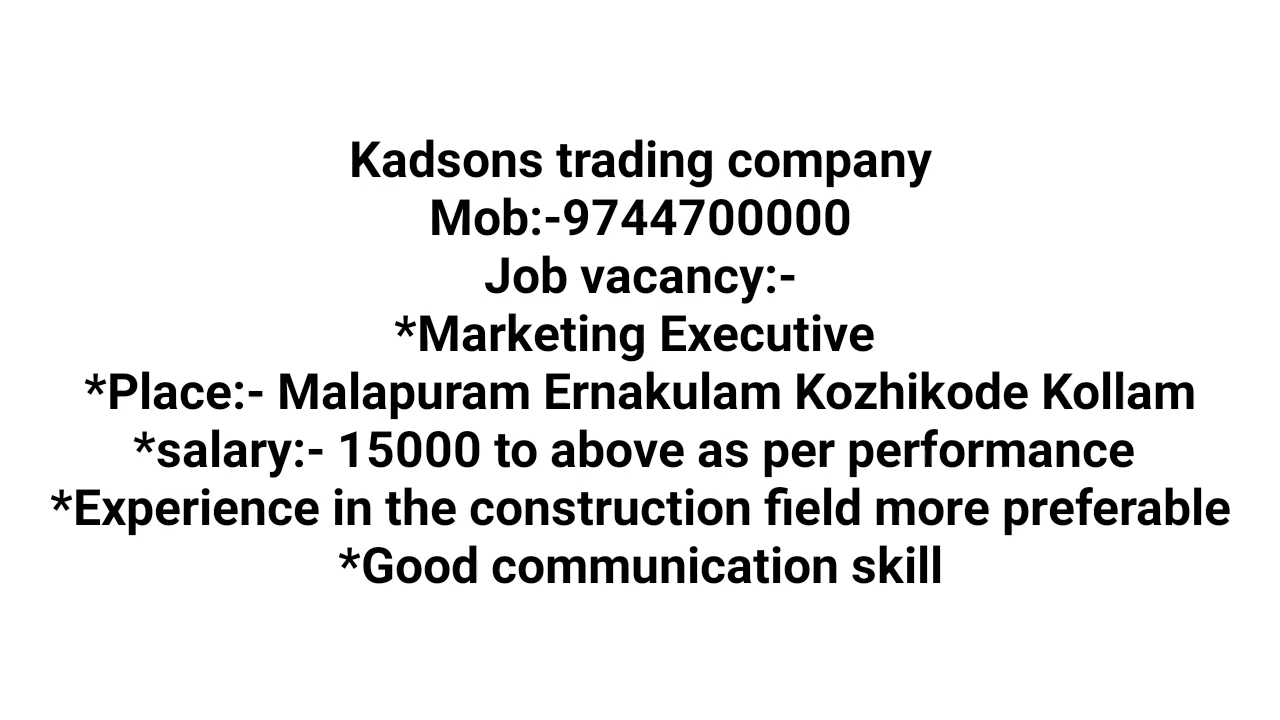 Kadsons trading company
Mob:-9744700000
Job vacancy:-
*Marketing Executive
*Place:- Malapuram Ernakulam Kozhikode Kollam
*salary:- 15000 to above as per performance
*Experience in the construction field more preferable
*Good communication skill